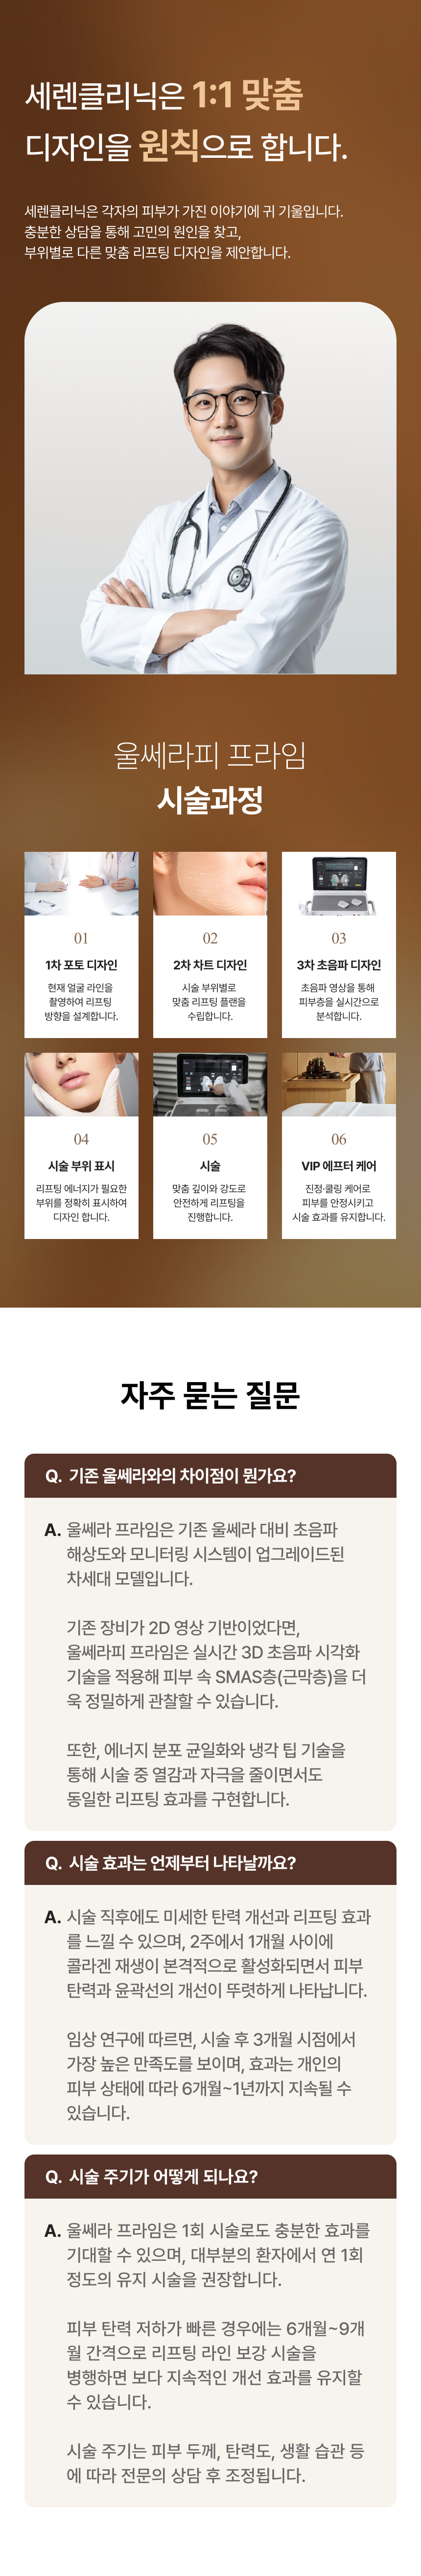 세렌클리닉은 1:1 맞춤
디자인을 원칙으로 합니다.
세렌클리닉은 각자의 피부가 가진 이야기에 귀 기울입니다.
충분한 상담을 통해 고민의 원인을 찾고,
부위별로 다른 맞춤 리프팅 디자인을 제안합니다.
울쎄라피 프라임
시술과정
01
1차 포토 디자인
현재 얼굴 라인을
촬영하여 리프팅
방향을 설계합니다.
02
2차 차트 디자인
시술 부위별로
맞춤 리프팅 플랜을
수립합니다.
03
3차 초음파 디자인
초음파 영상을 통해
피부층을 실시간으로
분석합니다.
04
시술 부위 표시
리프팅 에너지가 필요한
부위를 정확히 표시하여
디자인 합니다.
05
시술
맞춤 깊이와 강도로
안전하게 리프팅을
진행합니다.
06
VIP 에프터 케어
진정·쿨링 케어로
피부를 안정시키고
시술 효과를 유지합니다.
자주 묻는 질문
Q. 기존 울쎄라와의 차이점이 뭔가요?
A. 울쎄라 프라임은 기존 울쎄라 대비 초음파
해상도와 모니터링 시스템이 업그레이드된
차세대 모델입니다.
기존 장비가 2D 영상 기반이었다면,
울쎄라피 프라임은 실시간 3D 초음파 시각화
기술을 적용해 피부 속 SMAS층(근막층)을 더
욱 정밀하게 관찰할 수 있습니다.
또한, 에너지 분포 균일화와 냉각 팁 기술을
통해 시술 중 열감과 자극을 줄이면서도
동일한 리프팅 효과를 구현합니다.
Q. 시술 효과는 언제부터 나타날까요?
A. 시술 직후에도 미세한 탄력 개선과 리프팅 효과
를 느낄 수 있으며, 2주에서 1개월 사이에
콜라겐 재생이 본격적으로 활성화되면서 피부
탄력과 윤곽선의 개선이 뚜렷하게 나타납니다.
임상 연구에 따르면, 시술 후 3개월 시점에서
가장 높은 만족도를 보이며, 효과는 개인의
피부 상태에 따라 6개월~1년까지 지속될 수
있습니다.
Q. 시술 주기가 어떻게 되나요?
A. 울쎄라 프라임은 1회 시술로도 충분한 효과를
기대할 수 있으며, 대부분의 환자에서 연 1회
정도의 유지 시술을 권장합니다.
피부 탄력 저하가 빠른 경우에는 6개월~9개
월 간격으로 리프팅 라인 보강 시술을
병행하면 보다 지속적인 개선 효과를 유지할
수 있습니다.
시술 주기는 피부 두께, 탄력도, 생활 습관 등
에 따라 전문의 상담 후 조정됩니다.